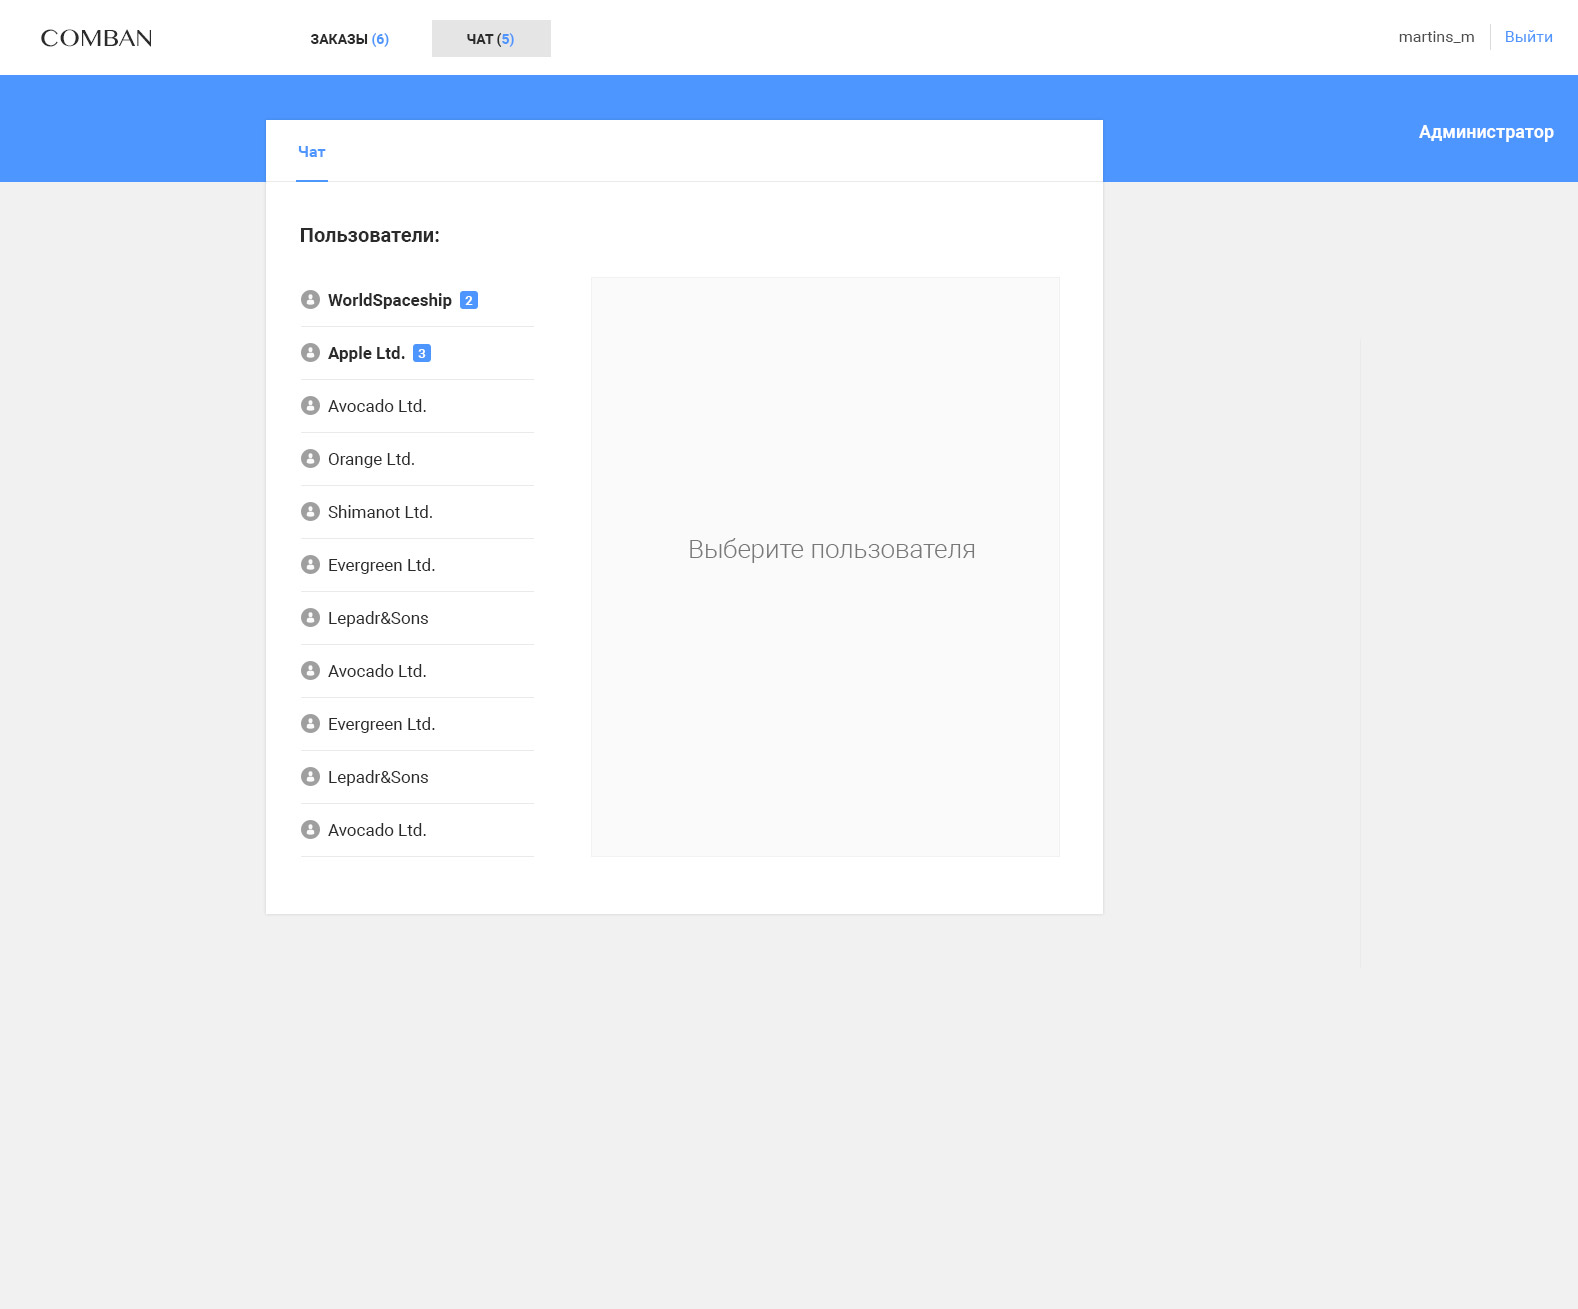 COMBAN
ЗАКАЗЫ (6)
ЧАТ (5)
martins_m
Выйти
Администратор
Чат
Пользователи:
WorldSpaceship 2
Apple Ltd. 3
Avocado Ltd.
Orange Ltd.
Shimanot Ltd.
Evergreen Ltd.
Lepadr&Sons
Avocado Ltd.
Evergreen Ltd.
Lepadr&Sons
Avocado Ltd.
Выберите пользователя